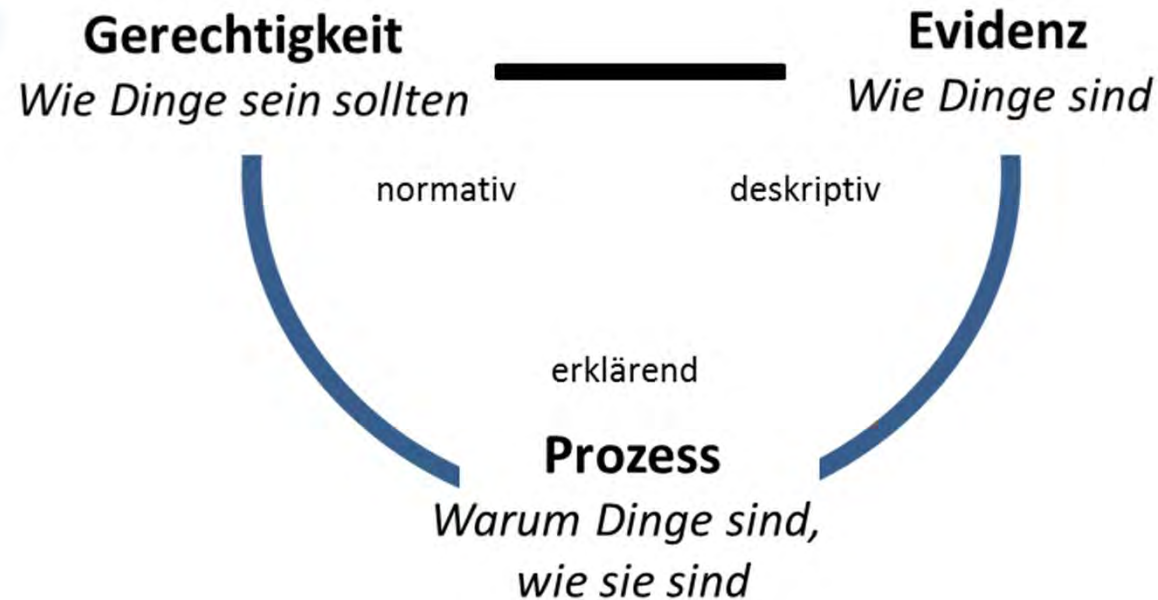 Gerechtigkeit
Wie Dinge sein sollten
Evidenz
Wie Dinge sind
normativ
deskriptiv
erklärend
Prozess
Warum Dinge sind,
wie sie sind